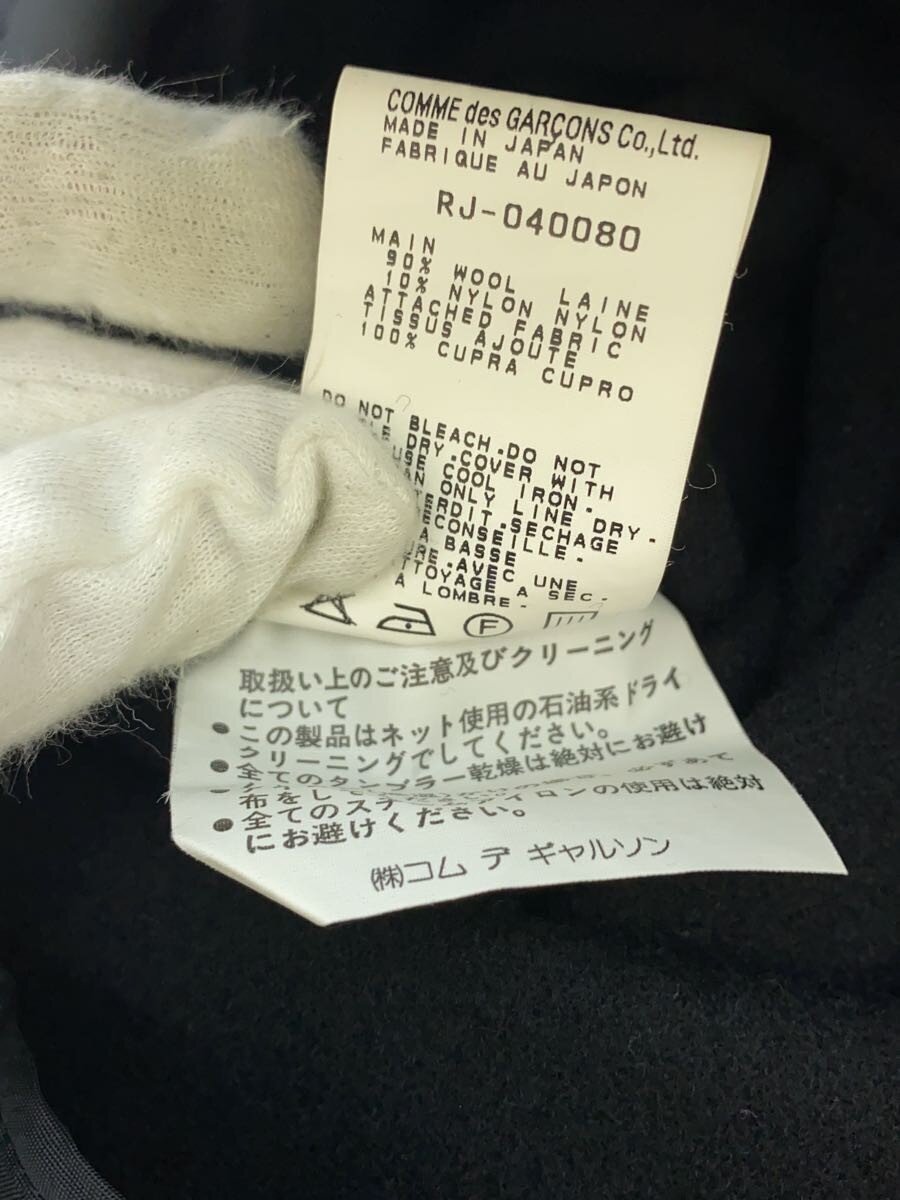 COMME des GARÇONS Co.,Ltd.
MADE IN JAPAN
FABRIQUE AU JAPON
RJ-040080
MAIN
90% WOOL LAINE
10% NYLON NYLON
ATTACHED FABRIC
TISSUS AJOUTE
100% CUPRA CUPRO
DO NOT BLEACH.DO NOT
DRY.COVER WITH
COOL IRON.
ONLY LINE DRY.
.SECHAGE
CONSEILLE.
BASSE
.AVEC UNE
A SEC.
A LOMBRE.
F
取扱い上のご注意及びクリーニング
について
●この製品はネット使用の石油系ドライ
クリーニングでしてください。
●全てのタンブラー乾燥は絶対にお避け
布をし
●全てのスチームアイロンの使用は絶対
にお避けください。
㈱コム デ ギャルソン